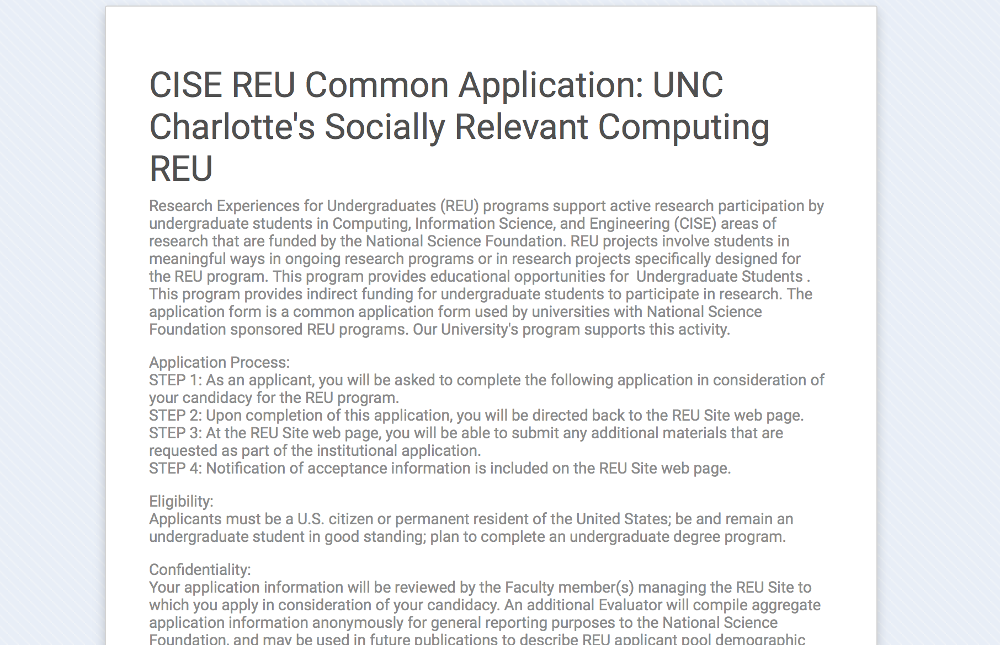 CISE REU Common Application: UNC
Charlotte's Socially Relevant Computing
REU
Research Experiences for Undergraduates (REU) programs support active research participation by
undergraduate students in Computing, Information Science, and Engineering (CISE) areas of
research that are funded by the National Science Foundation. REU projects involve students in
meaningful ways in ongoing research programs or in research projects specifically designed for
the REU program. This program provides educational opportunities for  Undergraduate Students .
This program provides indirect funding for undergraduate students to participate in research. The
application form is a common application form used by universities with National Science
Foundation sponsored REU programs. Our University's program supports this activity.
Application Process:
STEP 1: As an applicant, you will be asked to complete the following application in consideration of
your candidacy for the REU program.
STEP 2: Upon completion of this application, you will be directed back to the REU Site web page.
STEP 3: At the REU Site web page, you will be able to submit any additional materials that are
requested as part of the institutional application.
STEP 4: Notification of acceptance information is included on the REU Site web page.
Eligibility:
Applicants must be a U.S. citizen or permanent resident of the United States; be and remain an
undergraduate student in good standing; plan to complete an undergraduate degree program.
Confidentiality:
Your application information will be reviewed by the Faculty member(s) managing the REU Site to
which you apply in consideration of your candidacy. An additional Evaluator will compile aggregate
application information anonymously for general reporting purposes to the National Science
Foundation, and may be used in future publications to describe REU applicant pool demographic